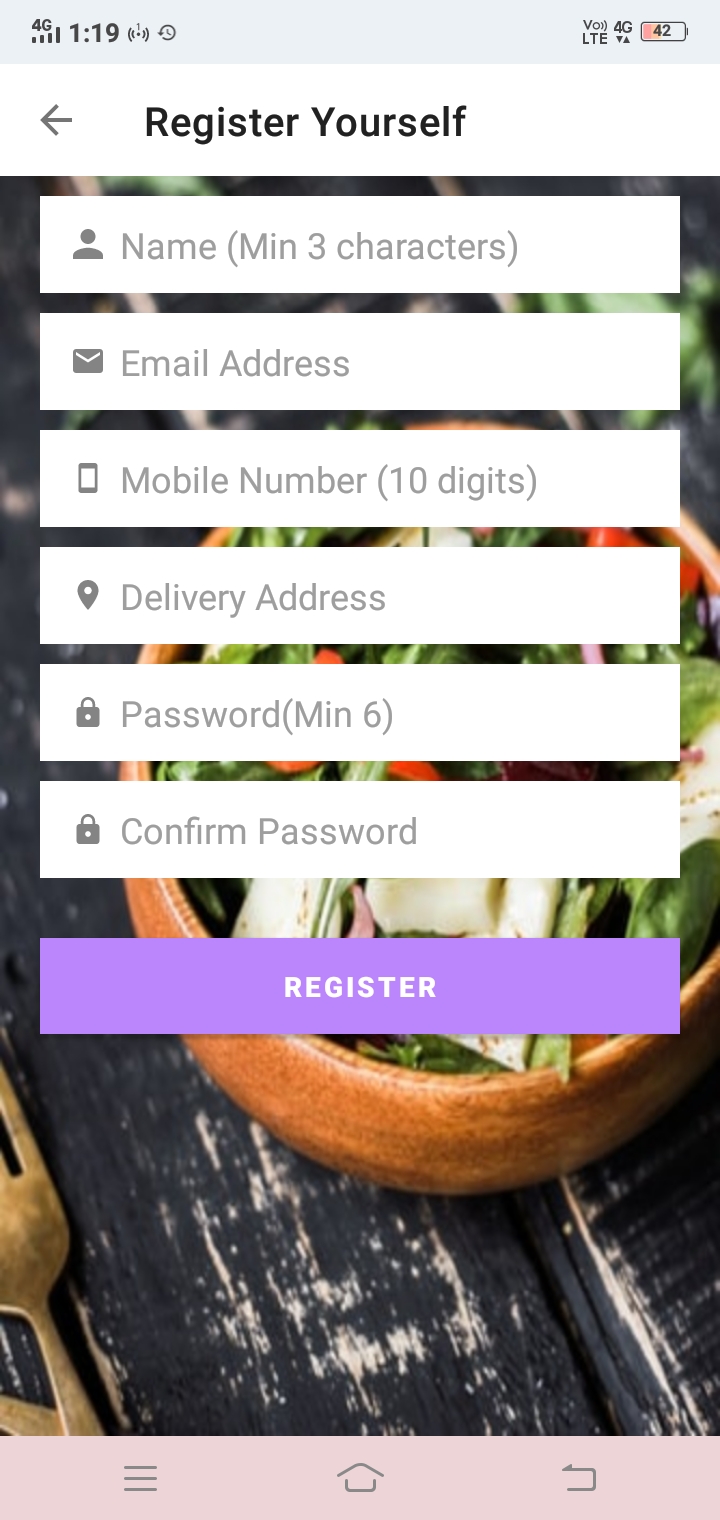 4G 1:19 Vo)) LTE 4G 42
Register Yourself
Name (Min 3 characters)
Email Address
Mobile Number (10 digits)
Delivery Address
Password(Min 6)
Confirm Password
REGISTER